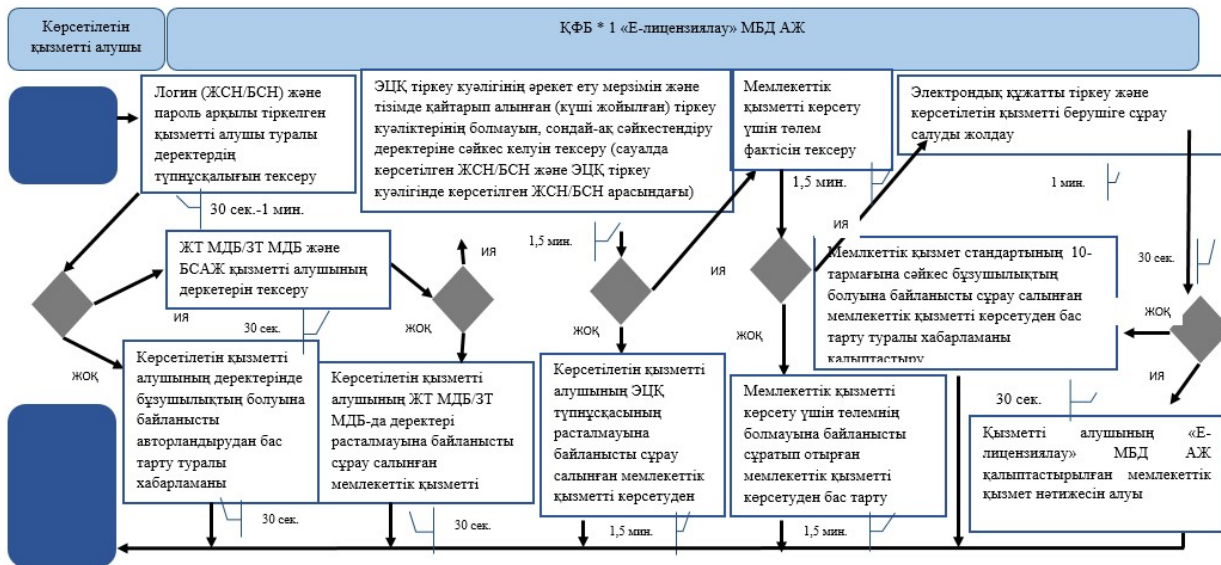 Көрсетілетін
қызметті алушы
ҚФБ * 1 «Е-лицензиялау» МБД АЖ
Логин (ЖСН/БСН) және
пароль арқылы тіркелген
қызметті алушы туралы
деректердің
түпнұсқалығын тексеру
30 сек.-1 мин.
ЭЦҚ тіркеу куәлігінің әрекет ету мерзімін және
тізімде қайтарып алынған (күші жойылған) тіркеу
куәліктерінің болмауын, сондай-ақ сәйкестендіру
деректеріне сәйкес келуін тексеру (сауалда
көрсетілген ЖСН/БСН және ЭЦҚ тіркеу
куәлігінде көрсетілген ЖСН/БСН арасындағы)
1,5 мин.
Мемлекеттік
қызметті көрсету
үшін төлем
фактісін тексеру
1,5 мин.
Электрондық құжатты тіркеу және
көрсетілетін қызметті берушіге сұрау
салуды жолдау
1 мин.
ЖТ МДБ/ЗТ МДБ және
БСАЖ қызметті алушының
деркетерін тексеру
30 сек.
ИЯ
ЖОҚ
ИЯ
ЖОҚ
ИЯ
ЖОҚ
ИЯ
ЖОҚ
Мемлкеттік қызмет стандартының 10-
тармағына сәйкес бұзушылықтың
болуына байланысты сұрау салынған
мемлекеттік қызметті көрсетуден бас
тарту туралы хабарламаны
қалыптастыру
30 сек.
ЖОҚ
ИЯ
30 сек.
Көрсетілетін қызметті
алушының деректерінде
бұзушылықтың болуына
байланысты
авторландырудан бас
тарту туралы
хабарламаны
30 сек.
Көрсетілетін қызметті
алушының ЖТ МДБ/ЗТ
МДБ-да деректері
расталмауына байланысты
сұрау салынған
мемлекеттік қызметті
30 сек.
Көрсетілетін қызметті
алушының ЭЦҚ
түпнұсқасының
расталмауына
байланысты сұрау
салынған мемлекеттік
қызметті көрсетуден
1,5 мин.
Мемлекеттік қызметті
көрсету үшін төлемнің
болмауына байланысты
сұратып отырған
мемлекеттік қызметті
көрсетуден бас тарту
1,5 мин.
Қызметті алушының «Е-
лицензиялау» МБД АЖ
қалыптастырылған мемлекеттік
қызмет нәтижесін алуы